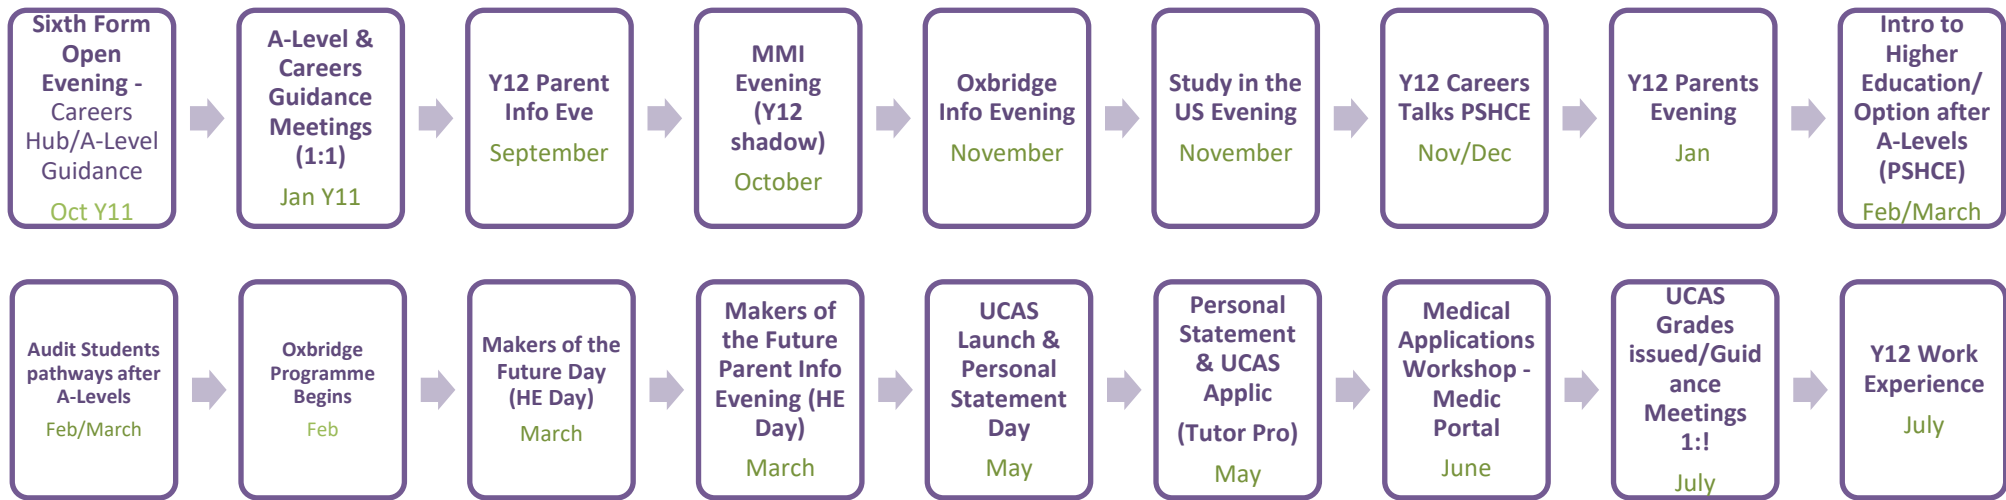 Sixth Form
Open
Evening -
Careers
Hub/A-Level
Guidance
Oct Y11
A-Level &
Careers
Guidance
Meetings
(1:1)
Jan Y11
Y12 Parent
Info Eve
September
MMI
Evening
(Y12
shadow)
October
Oxbridge
Info Evening
November
Study in the
US Evening
November
Y12 Careers
Talks PSHCE
Nov/Dec
Y12 Parents
Evening
Jan
Intro to
Higher
Education/
Option after
A-Levels
(PSHCE)
Feb/March
Audit Students
pathways after
A-Levels
Feb/March
Oxbridge
Programme
Begins
Feb
Makers of the
Future Day
(HE Day)
March
Makers of
the Future
Parent Info
Evening (HE
Day)
March
UCAS
Launch &
Personal
Statement
Day
May
Personal
Statement
& UCAS
Applic
(Tutor Pro)
May
Medical
Applications
Workshop -
Medic
Portal
June
UCAS
Grades
issued/Guid
ance
Meetings
1:!
July
Y12 Work
Experience
July